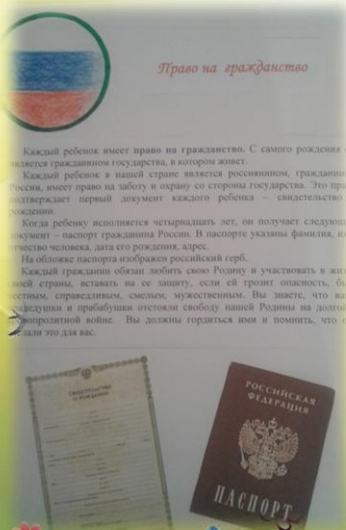 Право на гражданство
Каждый ребенок имеет право на гражданство. С самого рождения
является гражданином государства, в котором живет.
Каждый ребенок в нашей стране является россиянином, гражданин
России, имеет право на заботу и охрану со стороны государства. Это пра
подтверждает первый документ каждого ребенка – свидетельство
рождении.
Когда ребенку исполняется четырнадцать лет, он получает следующ
документ – паспорт гражданина России. В паспорте указаны фамилия, и
отчество человека, дата его рождения, адрес.
На обложке паспорта изображен российский герб.
Каждый гражданин обязан любить свою Родину и участвовать в жиз
своей страны, вставать на ее защиту, если ей грозит опасность, бы
честным, справедливым, смелым, мужественным. Вы знаете, что ва
прадедушки и прабабушки отстояли свободу нашей Родины на долгой
кровопролитной войне. Вы должны гордиться ими и помнить, что о
сделали это для вас.
СВИДЕТЕЛЬСТВО
О РОЖДЕНИИ
РОССИЙСКАЯ
ФЕДЕРАЦИЯ
ПАСПОРТ